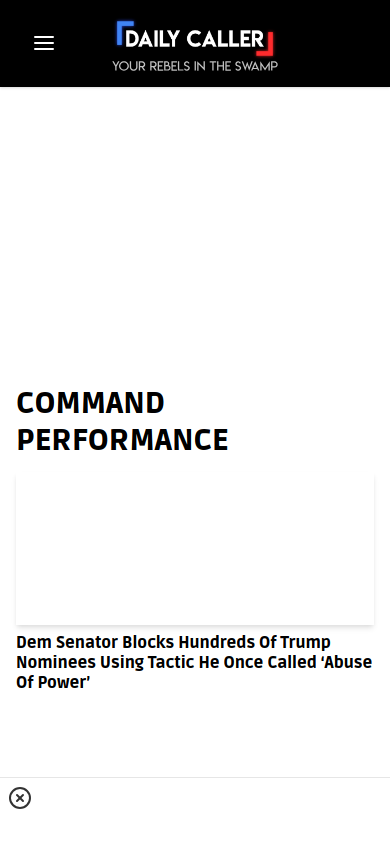 DAILY CALLER
YOUR REBELS IN THE SWAMP
COMMAND
PERFORMANCE
Dem Senator Blocks Hundreds Of Trump
Nominees Using Tactic He Once Called ‘Abuse
Of Power’